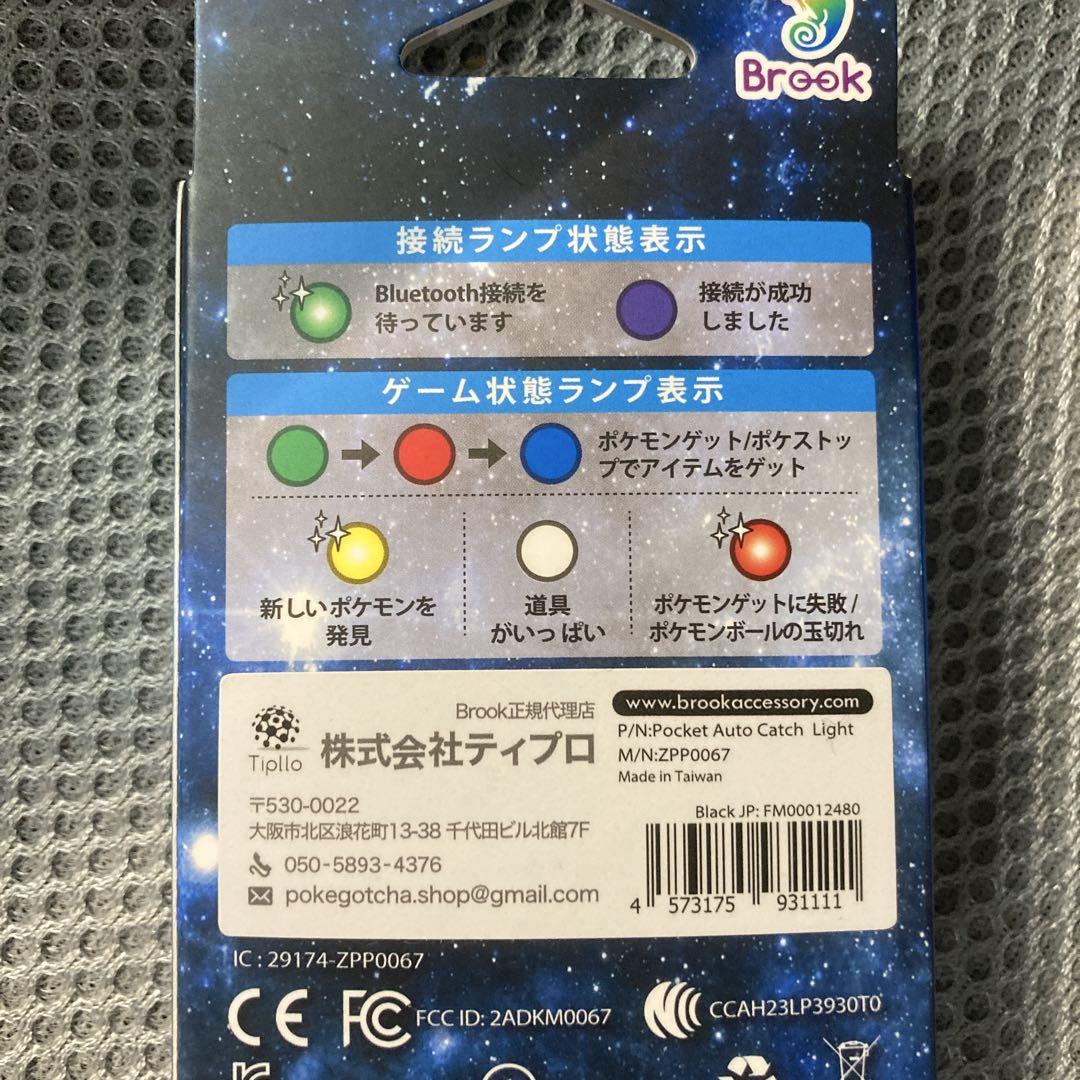 Brook
接続ランプ状態表示
Bluetooth接続を
待っています
接続が成功
しました
ゲーム状態ランプ表示
ポケモンゲット/ポケストッ
プでアイテムをゲット
新しいポケモンを
発見
道具
がいっぱい
ポケモンゲットに失敗/
ポケモンボールの玉切れ
Tipllo
Brook正規代理店
株式会社ティプロ
〒530-0022
大阪市北区浪花町13-38 千代田ビル北館7F
050-5893-4376
pokegotcha.shop@gmail.com
www.brookaccessory.com
P/N:Pocket Auto Catch Light
M/N:ZPP0067
Made in Taiwan
Black JP: FM00012480
4 573175 931111
IC : 29174-ZPP0067
CE FC FCC ID: 2ADKM0067
CCAH23LP3930T0